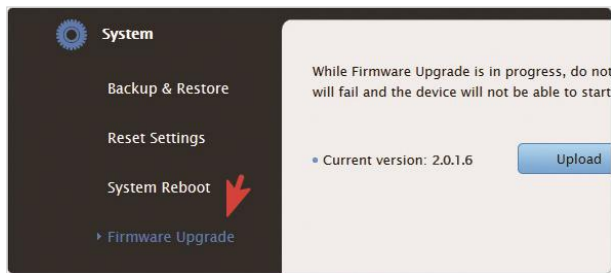 System
Backup & Restore
Reset Settings
System Reboot
Firmware Upgrade
While Firmware Upgrade is in progress, do not
will fail and the device will not be able to start
Current version: 2.0.1.6
Upload